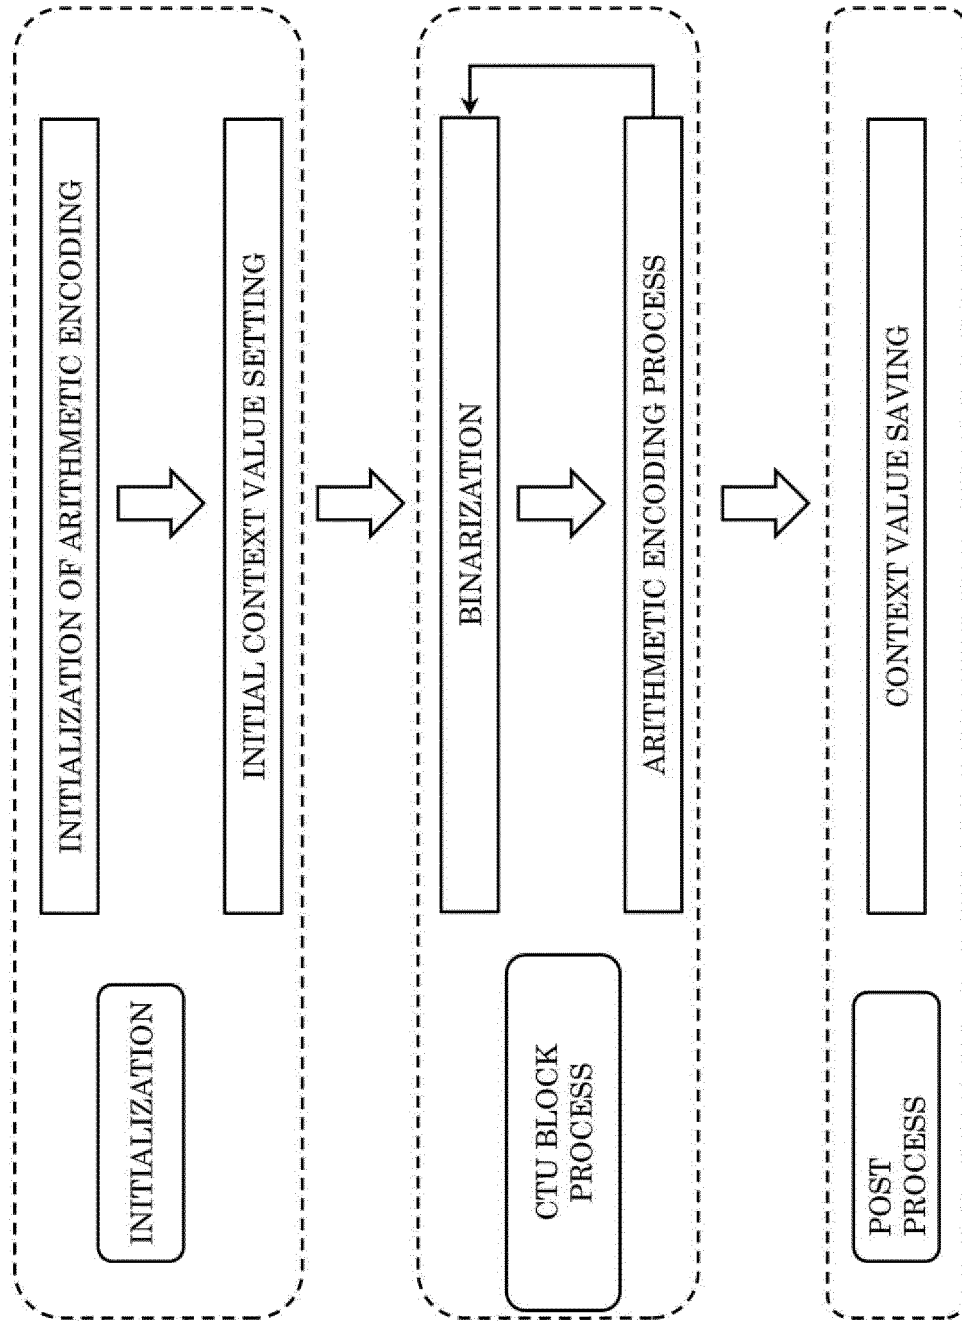 INITIALIZATION
INITIALIZATION OF ARITHMETIC ENCODING
INITIAL CONTEXT VALUE SETTING
CTU BLOCK
PROCESS
BINARIZATION
ARITHMETIC ENCODING PROCESS
POST
PROCESS
CONTEXT VALUE SAVING